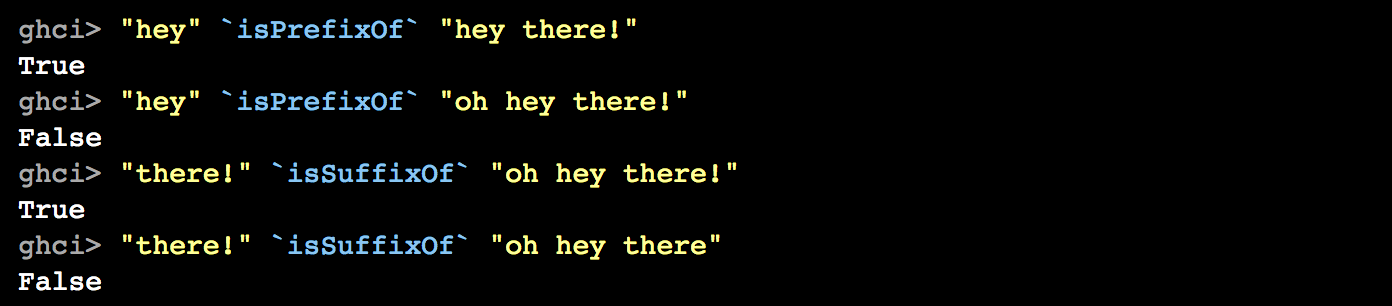 ghci> "hey" `isPrefixOf` "hey there!"
True
ghci> "hey" `isPrefixOf` "oh hey there!"
False
ghci> "there!" `isSuffixOf` "oh hey there!"
True
ghci> "there!" `isSuffixOf` "oh hey there"
False